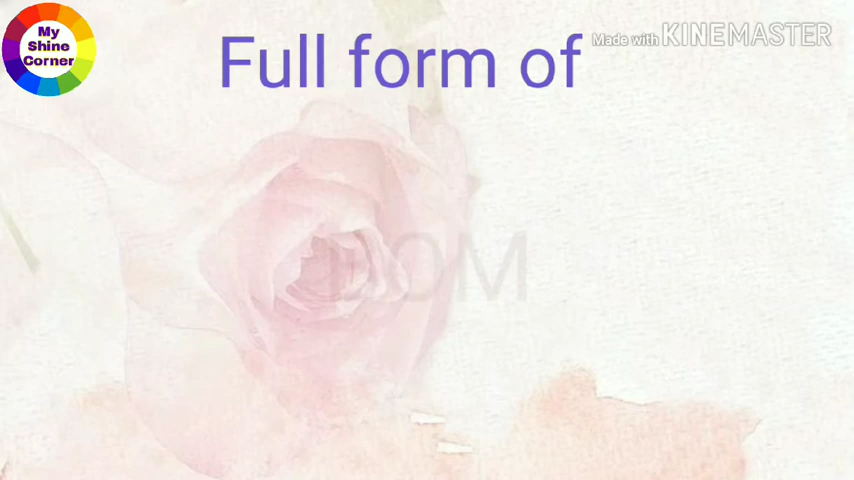 My
Shine
Corner
Full form of
Made with KINEMASTER